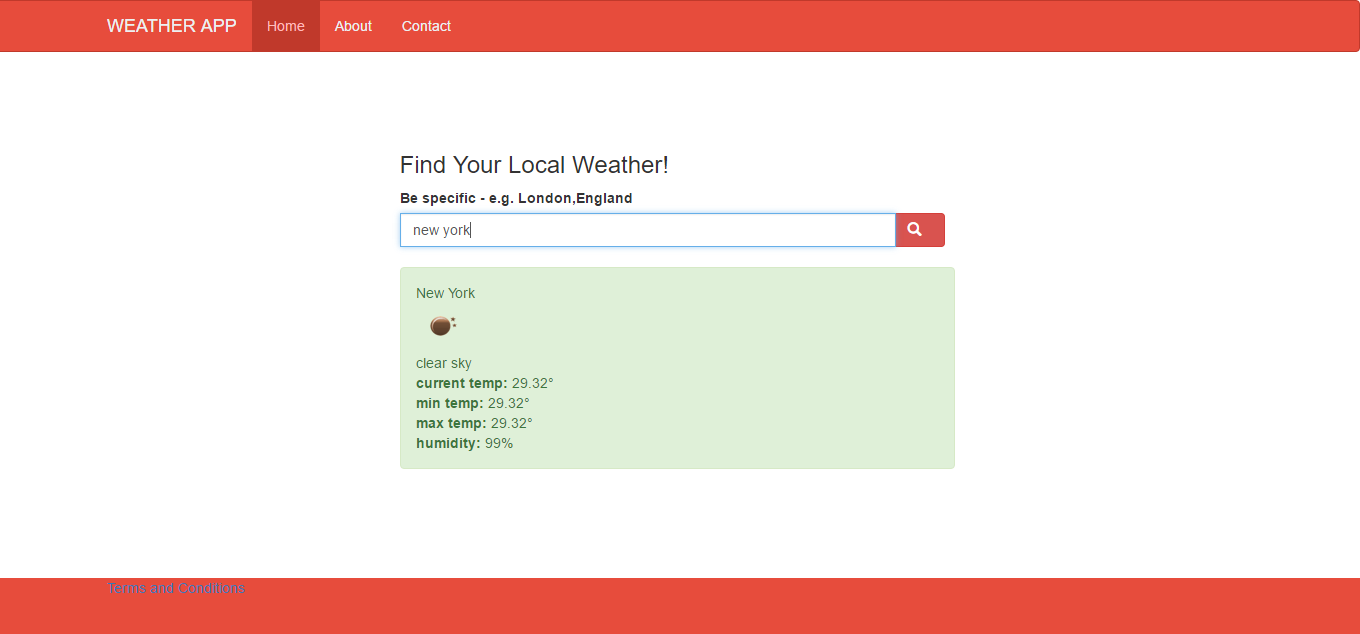 WEATHER APP Home About Contact
Find Your Local Weather!
Be specific - e.g. London,England
new york
New York
clear sky
current temp: 29.32°
min temp: 29.32°
max temp: 29.32°
humidity: 99%
Terms and Conditions